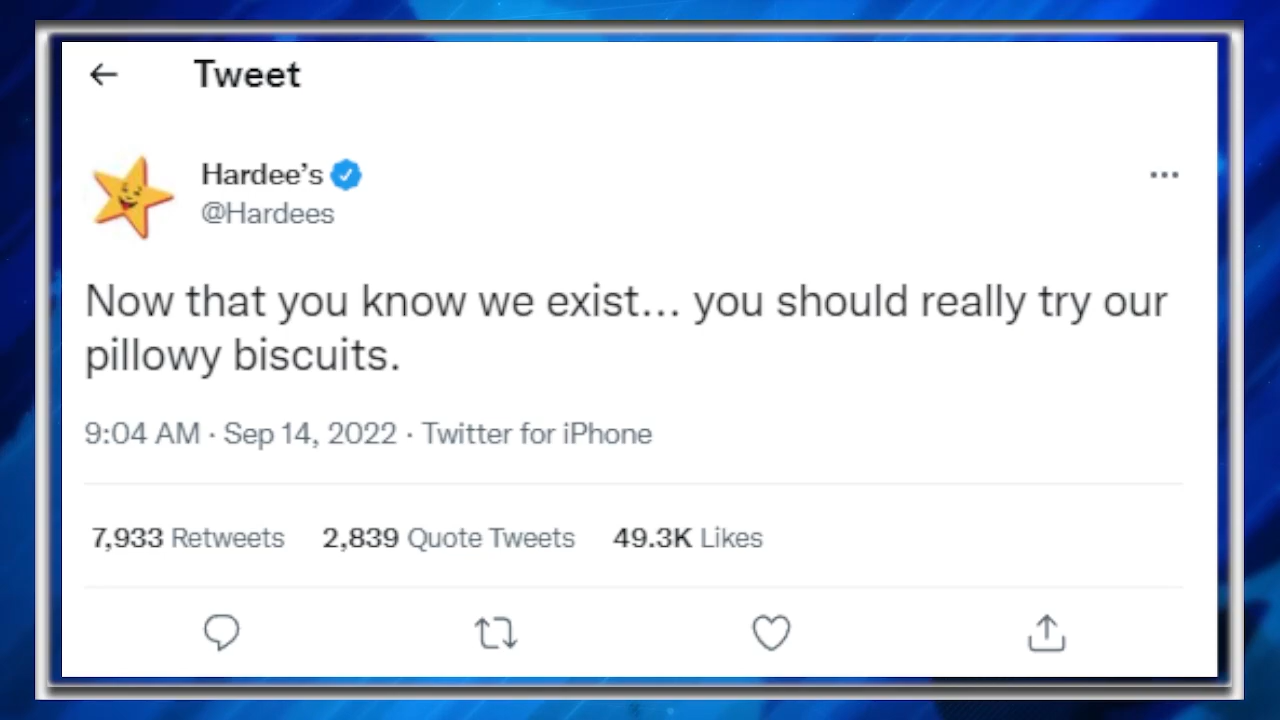 Tweet
Hardee’s
@Hardees
Now that you know we exist... you should really try our
pillowy biscuits.
9:04 AM · Sep 14, 2022 · Twitter for iPhone
7,933 Retweets 2,839 Quote Tweets 49.3K Likes